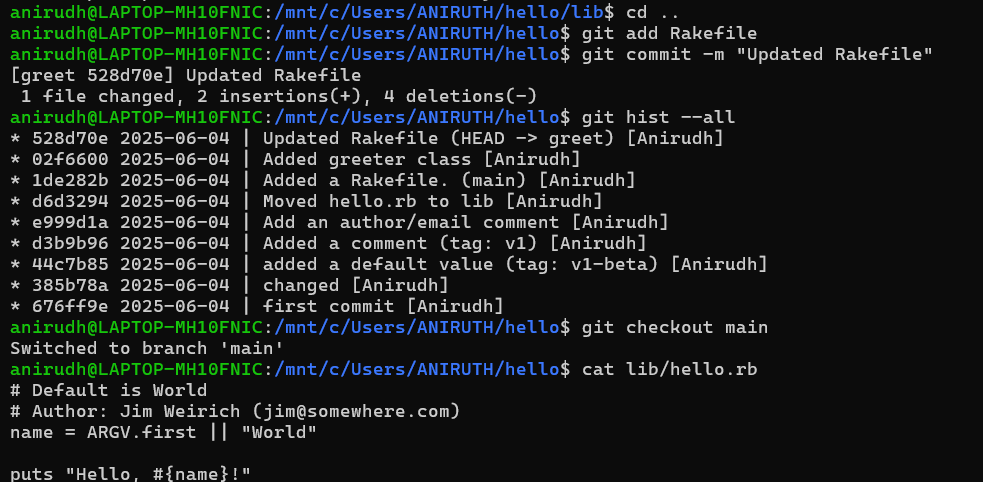 anirudh@LAPTOP-MH10FNIC:/mnt/c/Users/ANIRUTH/hello/lib$ cd ..
anirudh@LAPTOP-MH10FNIC:/mnt/c/Users/ANIRUTH/hello$ git add Rakefile
anirudh@LAPTOP-MH10FNIC:/mnt/c/Users/ANIRUTH/hello$ git commit -m "Updated Rakefile"
[greet 528d70e] Updated Rakefile
 1 file changed, 2 insertions(+), 4 deletions(-)
anirudh@LAPTOP-MH10FNIC:/mnt/c/Users/ANIRUTH/hello$ git hist --all
* 528d70e 2025-06-04 | Updated Rakefile (HEAD -> greet) [Anirudh]
* 02f6600 2025-06-04 | Added greeter class [Anirudh]
* 1de282b 2025-06-04 | Added a Rakefile. (main) [Anirudh]
* d6d3294 2025-06-04 | Moved hello.rb to lib [Anirudh]
* e999d1a 2025-06-04 | Add an author/email comment [Anirudh]
* d3b9b96 2025-06-04 | Added a comment (tag: v1) [Anirudh]
* 44c7b85 2025-06-04 | added a default value (tag: v1-beta) [Anirudh]
* 385b78a 2025-06-04 | changed [Anirudh]
* 676ff9e 2025-06-04 | first commit [Anirudh]
anirudh@LAPTOP-MH10FNIC:/mnt/c/Users/ANIRUTH/hello$ git checkout main
Switched to branch 'main'
anirudh@LAPTOP-MH10FNIC:/mnt/c/Users/ANIRUTH/hello$ cat lib/hello.rb
# Default is World
# Author: Jim Weirich (jim@somewhere.com)
name = ARGV.first || "World"

puts "Hello, #{name}!"